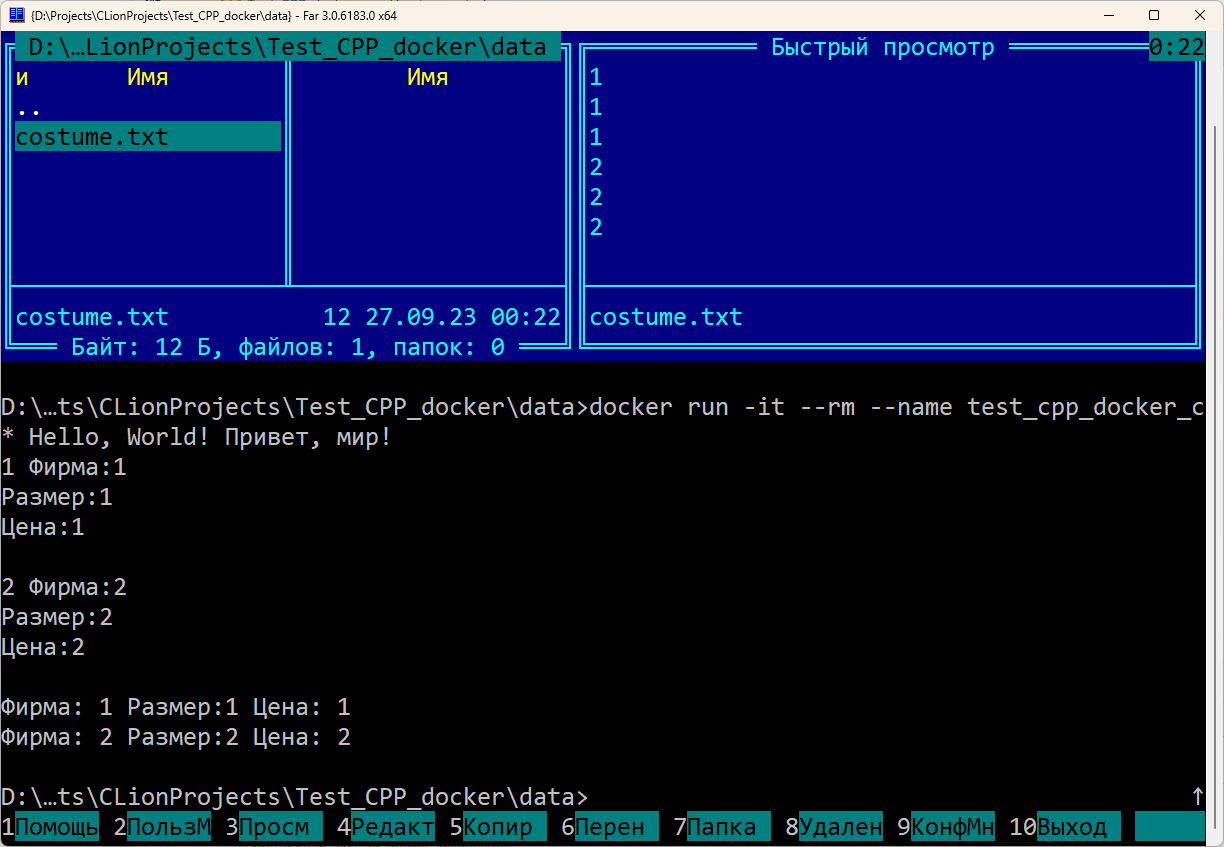 {D:\Projects\CLionProjects\Test_CPP_docker\data} - Far 3.0.6183.0 x64
D:\…LionProjects\Test_CPP_docker\data
Быстрый просмотр
0:22
и Имя Имя
..
costume.txt
1
1
1
2
2
2
costume.txt 12 27.09.23 00:22
costume.txt
Байт: 12 Б, файлов: 1, папок: 0
D:\…ts\CLionProjects\Test_CPP_docker\data>docker run -it --rm --name test_cpp_docker_c
* Hello, World! Привет, мир!
1 Фирма:1
Размер:1
Цена:1
2 Фирма:2
Размер:2
Цена:2
Фирма: 1 Размер:1 Цена: 1
Фирма: 2 Размер:2 Цена: 2
D:\…ts\CLionProjects\Test_CPP_docker\data> ↑
1Помощь 2ПользМ 3Просм 4Редакт 5Копир 6Перен 7Папка 8Удален 9КонфМн 10Выход